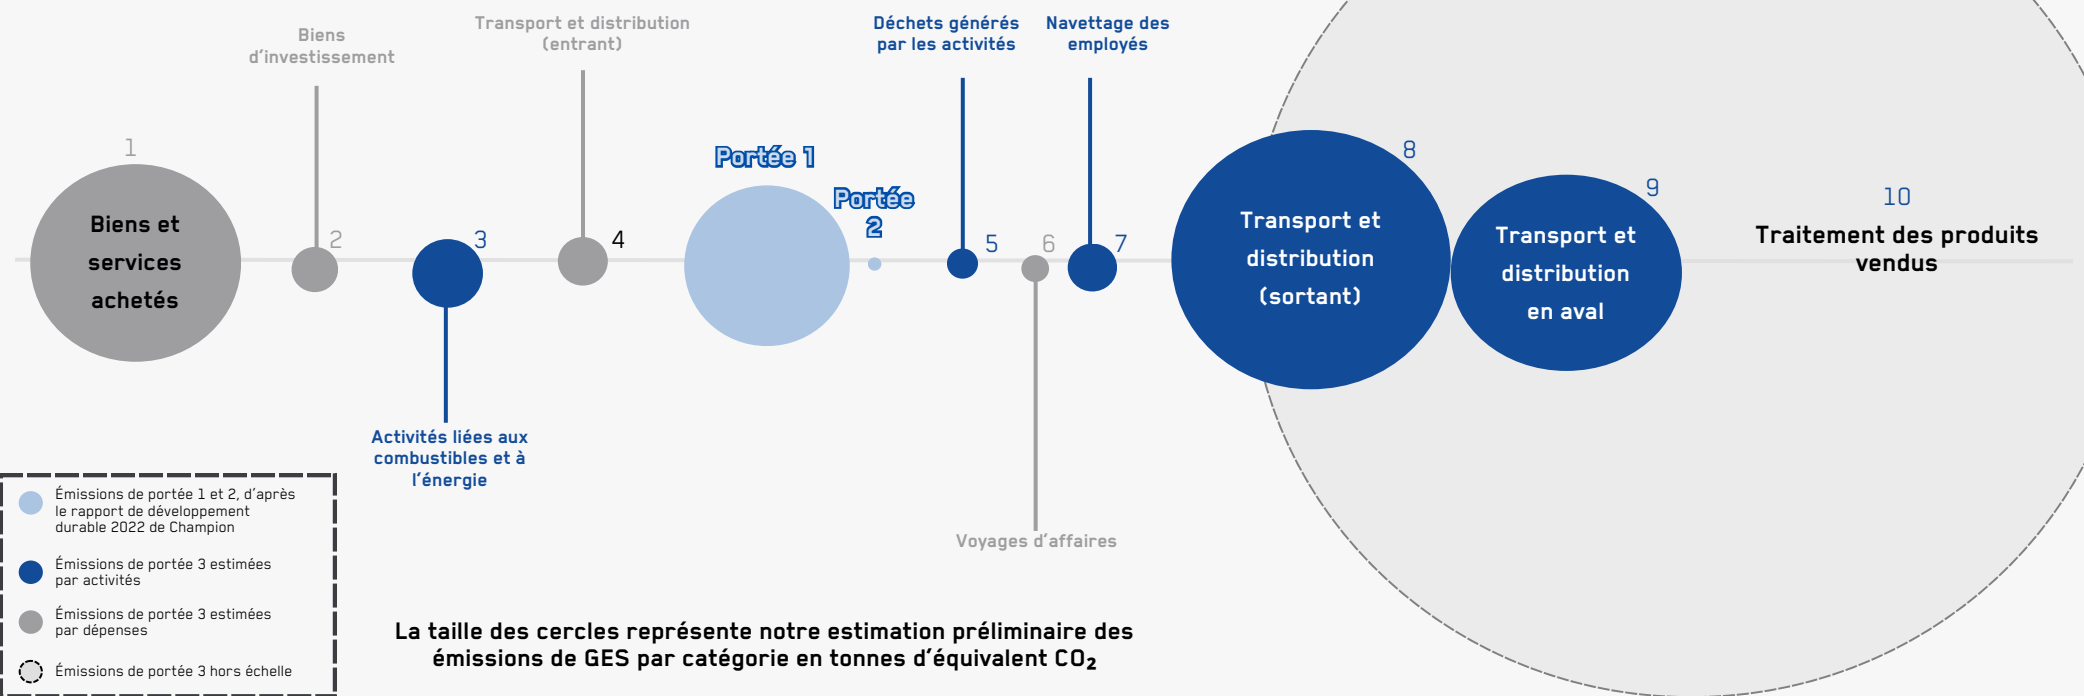 Biens
d'investissement
Transport et distribution
(entrant)
Déchets générés
par les activités
Navettage des
employés
1
Biens et
services
achetés
2
3
4
Portée 1
Portée
2
5
6
7
8
Transport et
distribution
(sortant)
9
Transport et
distribution
en aval
10
Traitement des produits
vendus
Activités liées aux
combustibles et à
l'énergie
Voyages d'affaires
Émissions de portée 1 et 2, d'après
le rapport de développement
durable 2022 de Champion
Émissions de portée 3 estimées
par activités
Émissions de portée 3 estimées
par dépenses
Émissions de portée 3 hors échelle
La taille des cercles représente notre estimation préliminaire des
émissions de GES par catégorie en tonnes d'équivalent CO₂